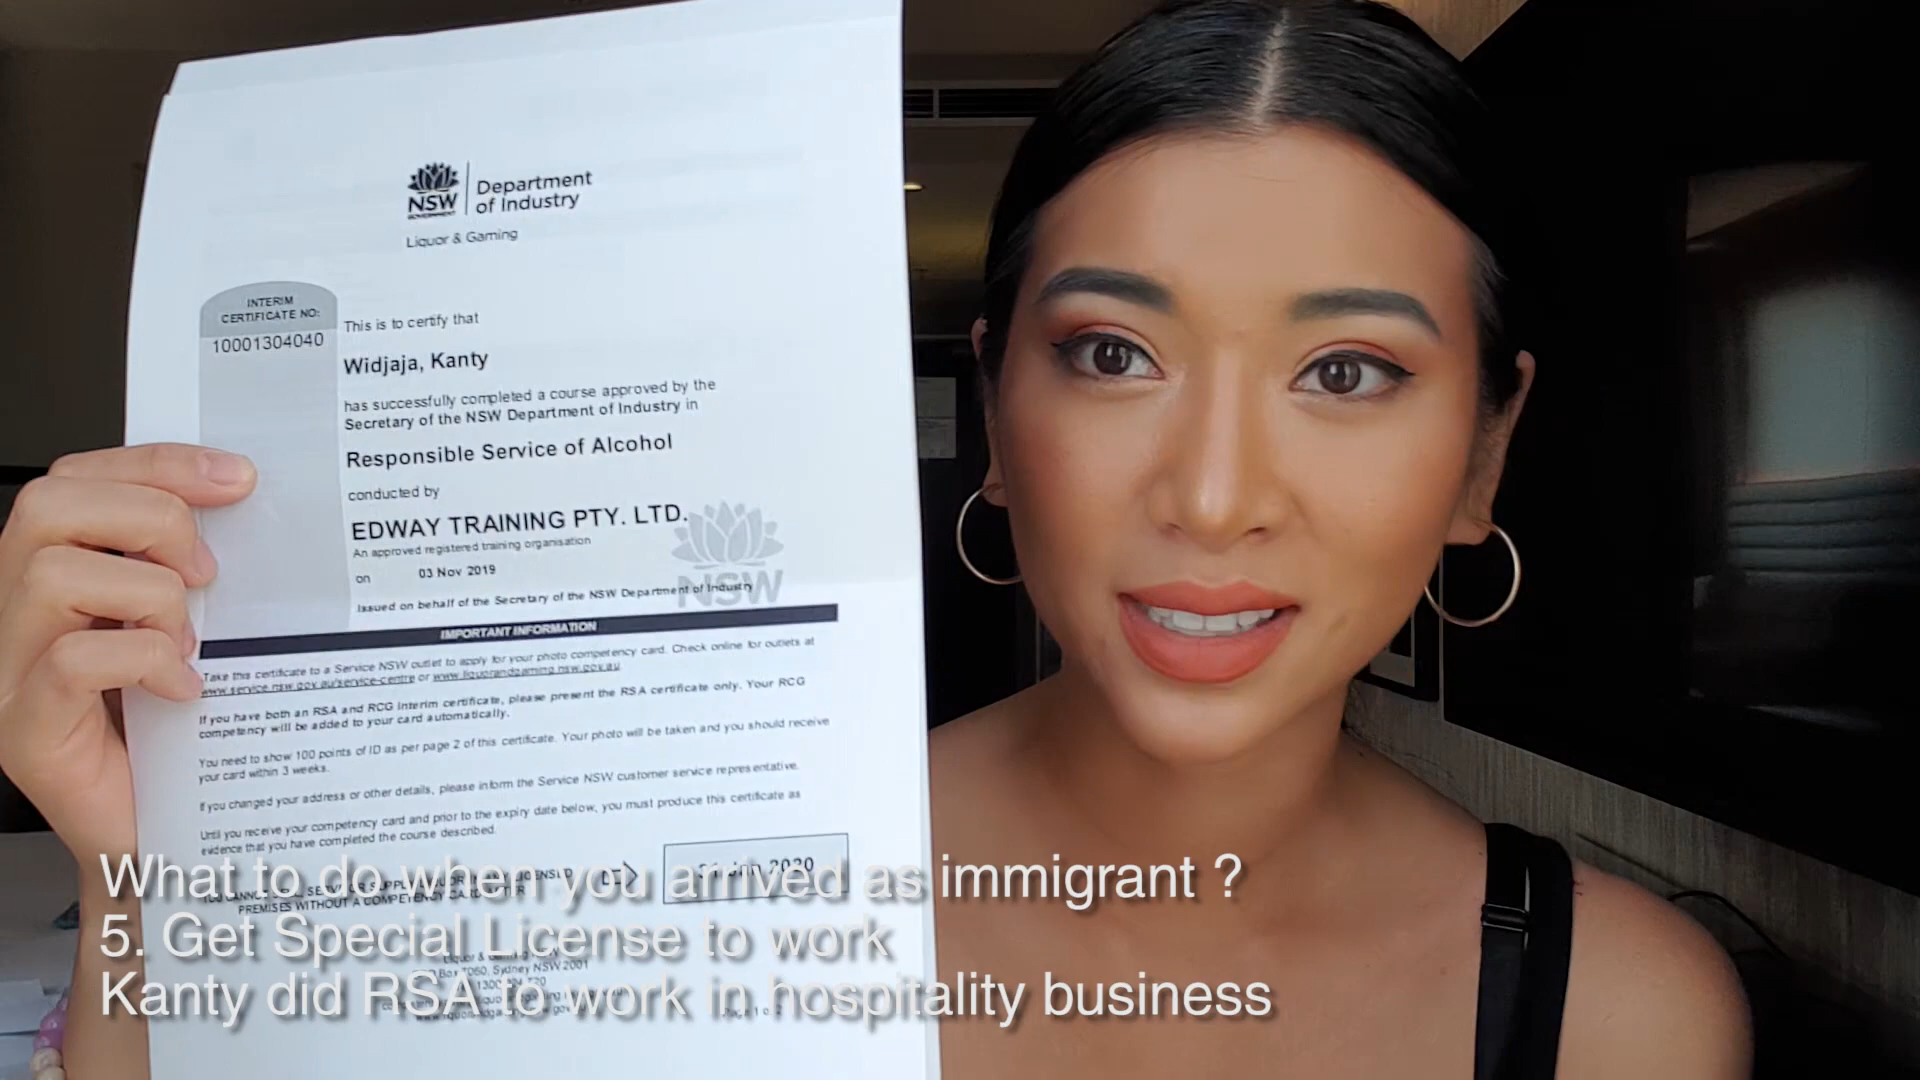 NSW
GOVERNMENT
Department
of Industry
Liquor & Gaming
INTERIM
CERTIFICATE NO:
10001304040
This is to certify that
Widjaja, Kanty
has successfully completed a course approved by the
Secretary of the NSW Department of Industry in
Responsible Service of Alcohol
conducted by
EDWAY TRAINING PTY. LTD.
An approved registered training organisation
on 03 Nov 2019
NSW
Issued on behalf of the Secretary of the NSW Department of Industry
IMPORTANT INFORMATION
Take this certificate to a Service NSW outlet to apply for your photo competency card. Check online for outlets at
www.service.nsw.gov.au/service-centre or www.liquorandgaming.nsw.gov.au
If you have both an RSA and RCG Interim certificate, please present the RSA certificate only. Your RCG
competency will be added to your card automatically.
You need to show 100 points of ID as per page 2 of this certificate. Your photo will be taken and you should receive
your card within 3 weeks.
If you changed your address or other details, please inform the Service NSW customer service representative.
Until you receive your competency card and prior to the expiry date below, you must produce this certificate as
evidence that you have completed the course described.
2020
PREMISES WITHOUT A COMPETENCY CARD
What to do when you arrived as immigrant ?
5. Get Special License to work
Sydney NSW 2001
Kanty did RSA to work in hospitality business